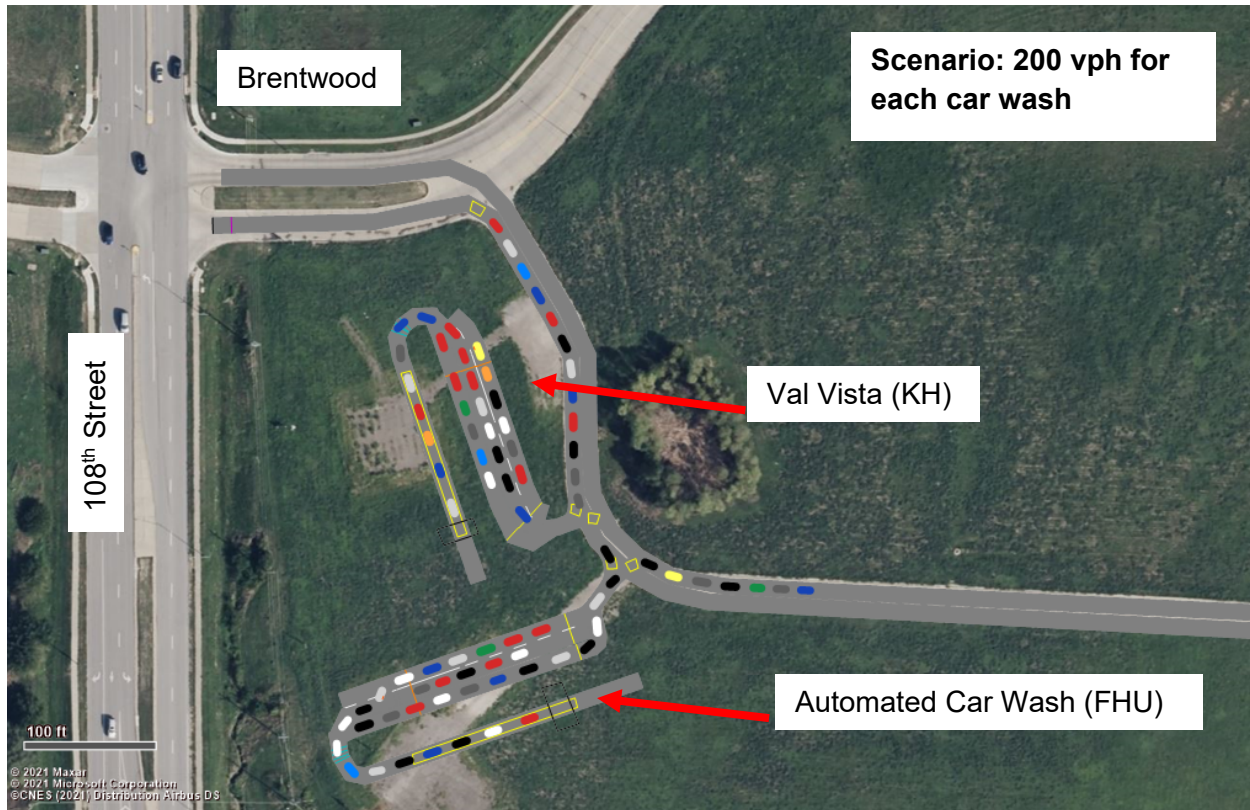 Brentwood
Scenario: 200 vph for
each car wash
Val Vista (KH)
108th Street
Automated Car Wash (FHU)
100 ft
© 2021 Maxar
© 2021 Microsoft Corporation
©CNES (2021) Distribution Airbus DS